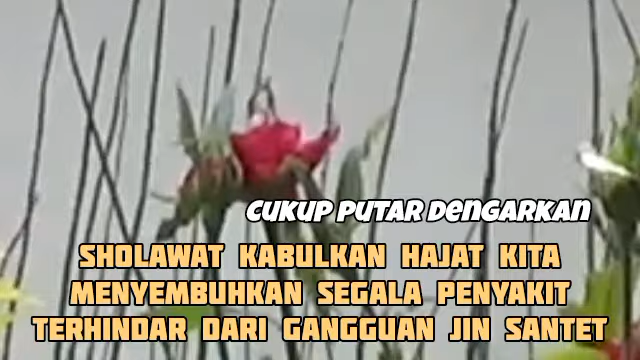 CUKUP PUTAR DENGARKAN
SHOLAWAT KABULKAN HAJAT KITA
MENYEMBUHKAN SEGALA PENYAKIT
TERHINDAR DARI GANGGUAN JIN SANTET